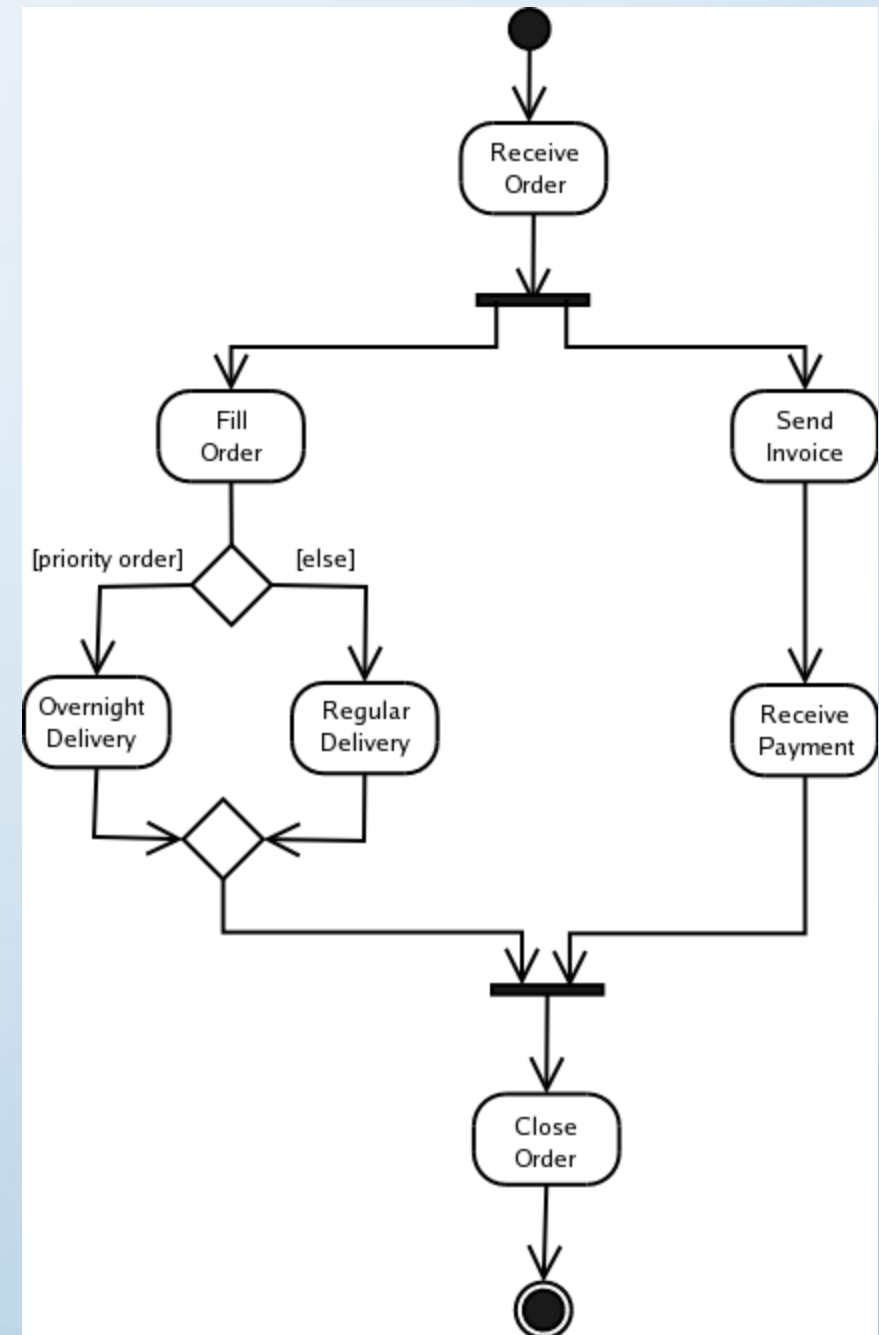 Receive
Order
Fill
Order
Send
Invoice
[priority order]
[else]
Overnight
Delivery
Regular
Delivery
Receive
Payment
Close
Order